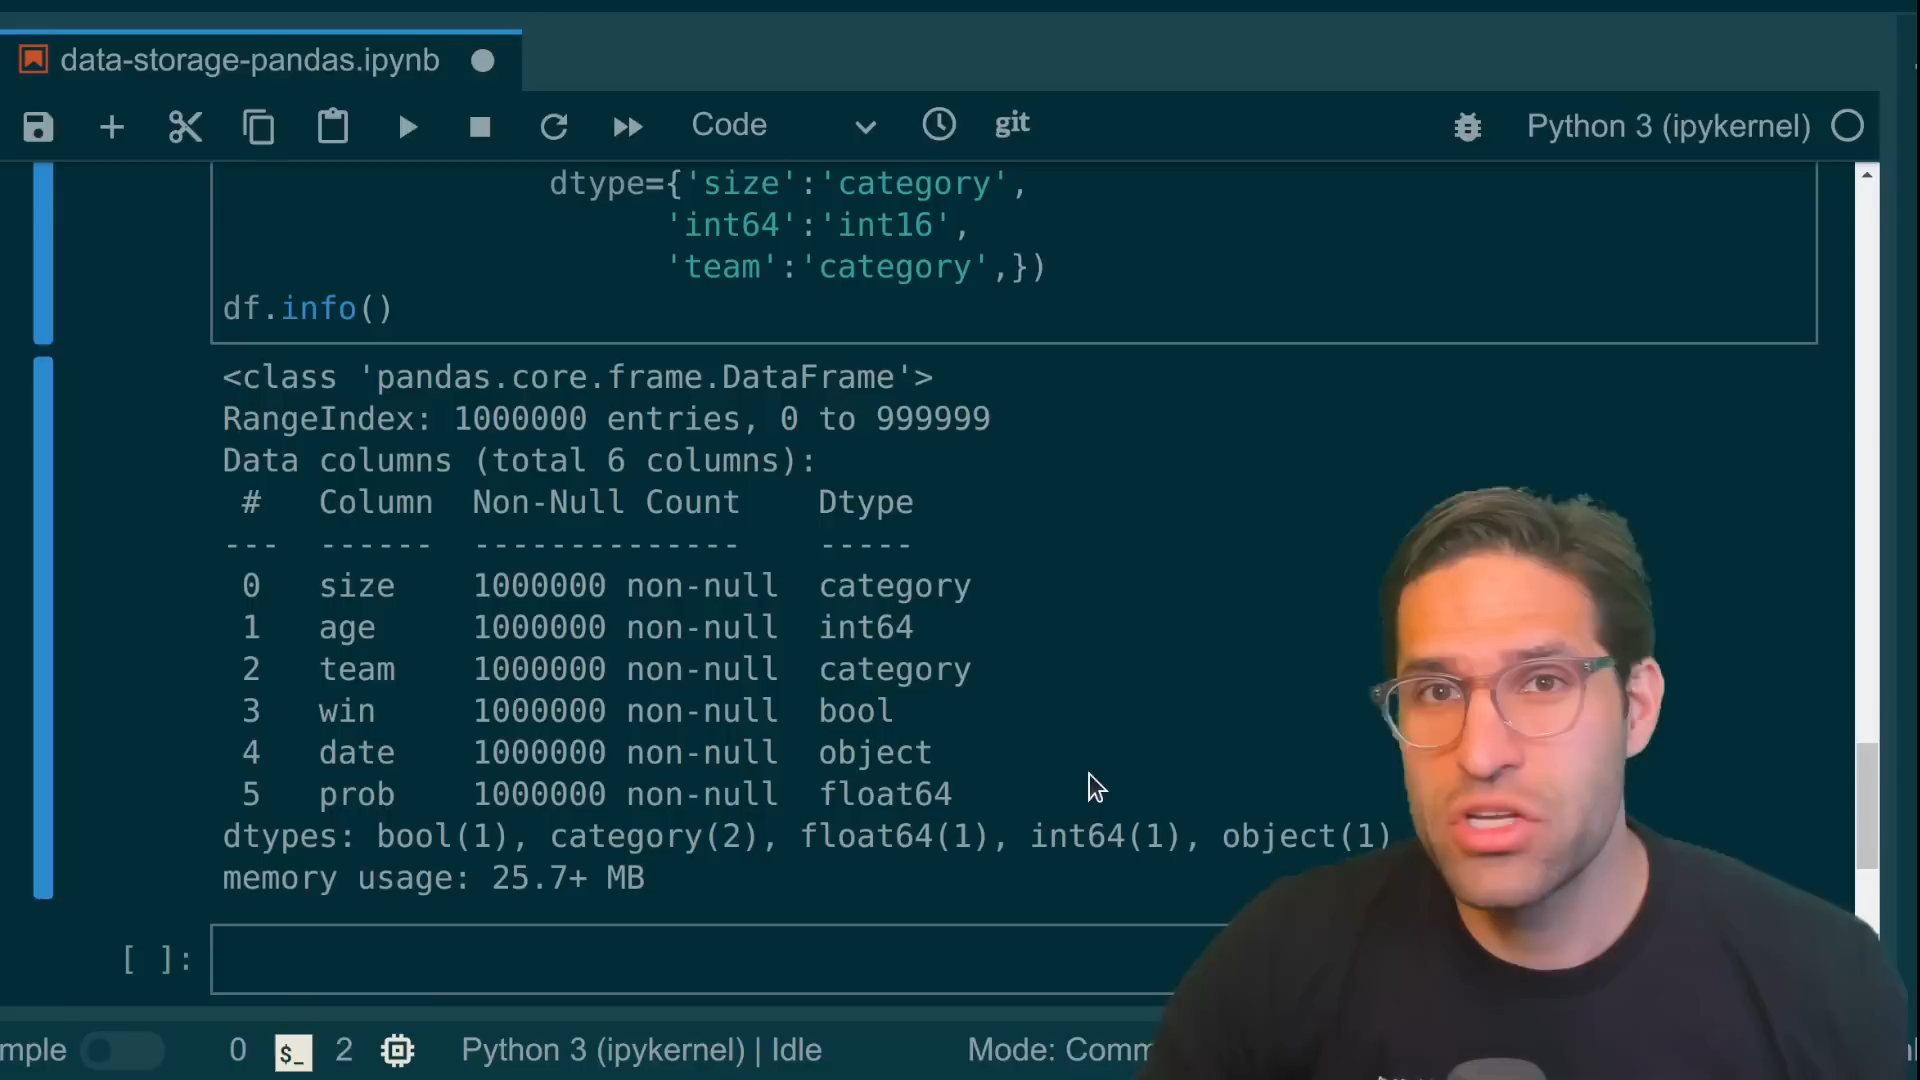 data-storage-pandas.ipynb
Code
git
Python 3 (ipykernel)
dtype={'size':'category',
'int64':'int16',
'team':'category',})
df.info()
<class 'pandas.core.frame.DataFrame'>
RangeIndex: 1000000 entries, 0 to 999999
Data columns (total 6 columns):
# Column Non-Null Count Dtype
--- ------ -------------- -----
0 size 1000000 non-null category
1 age 1000000 non-null int64
2 team 1000000 non-null category
3 win 1000000 non-null bool
4 date 1000000 non-null object
5 prob 1000000 non-null float64
dtypes: bool(1), category(2), float64(1), int64(1), object(1)
memory usage: 25.7+ MB
[ ]:
mple 0 $_ 2 Python 3 (ipykernel) | Idle Mode: Comm